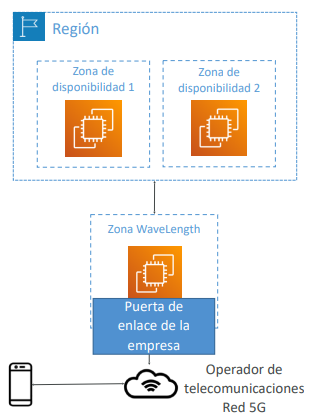 Región
Zona de
disponibilidad 1
Zona de
disponibilidad 2
Zona WaveLength
Puerta de
enlace de la
empresa
Operador de
telecomunicaciones
Red 5G